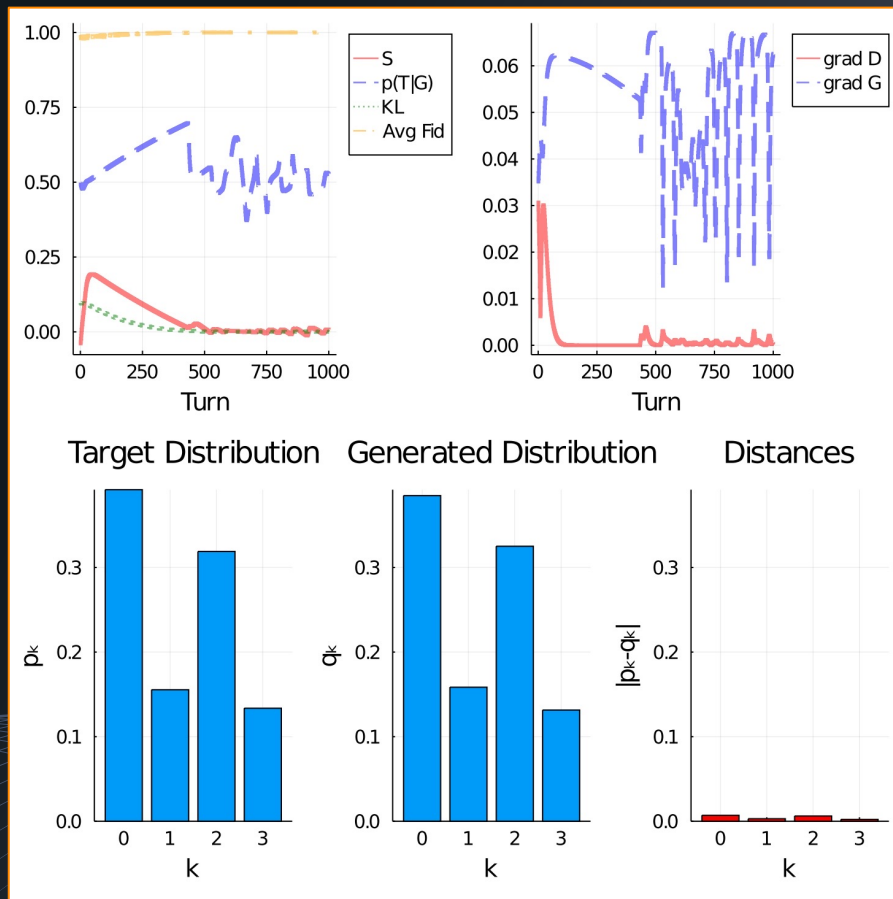 1.00
0.75
0.50
0.25
0.00
0 250 500 750 1000
Turn
S
p(T|G)
KL
Avg Fid
0.06
0.05
0.04
0.03
0.02
0.01
0.00
0 250 500 750 1000
Turn
grad D
grad G
Target Distribution
0.3
0.2
0.1
0.0
pₖ
0 1 2 3
k
Generated Distribution
0.3
0.2
0.1
0.0
qₖ
0 1 2 3
k
Distances
0.3
0.2
0.1
0.0
|pₖ-qₖ|
0 1 2 3
k